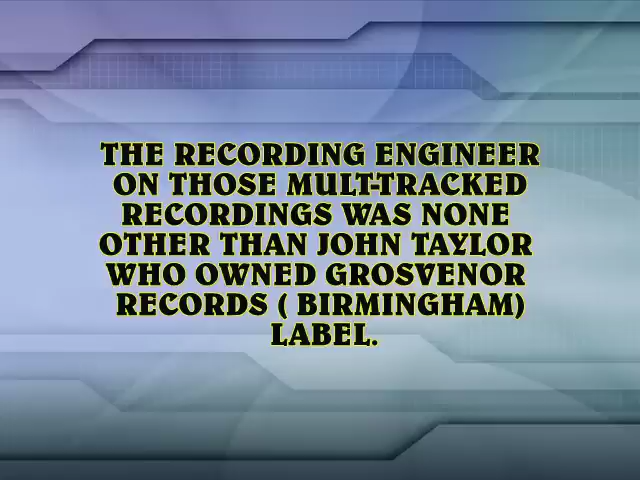 THE RECORDING ENGINEER
ON THOSE MULT-TRACKED
RECORDINGS WAS NONE
OTHER THAN JOHN TAYLOR
WHO OWNED GROSVENOR
RECORDS ( BIRMINGHAM)
LABEL.